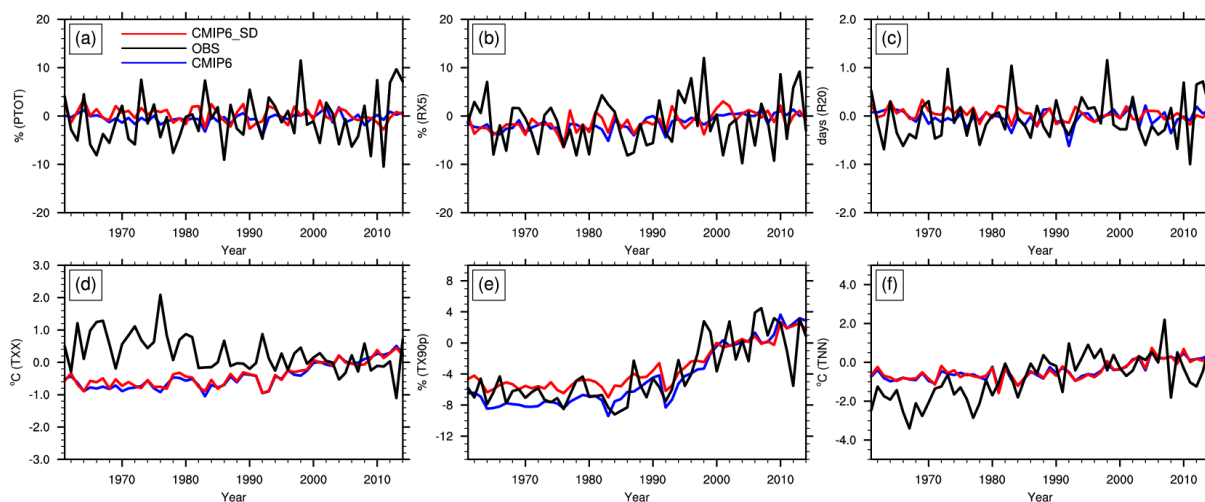 (a)
CMIP6_SD
OBS
CMIP6
% (PTOT)
20
10
0
-10
-20
1970 1980 1990 2000 2010
Year
(b)
% (RX5)
20
10
0
-10
-20
1970 1980 1990 2000 2010
Year
(c)
days (R20)
2.0
1.0
0.0
-1.0
-2.0
1970 1980 1990 2000 2010
Year
(d)
°C (TXX)
3.0
2.0
1.0
0.0
-1.0
-2.0
-3.0
1970 1980 1990 2000 2010
Year
(e)
% (TX90p)
8
4
0
-4
-8
-12
1970 1980 1990 2000 2010
Year
(f)
°C (TNN)
4.0
2.0
0.0
-2.0
-4.0
1970 1980 1990 2000 2010
Year